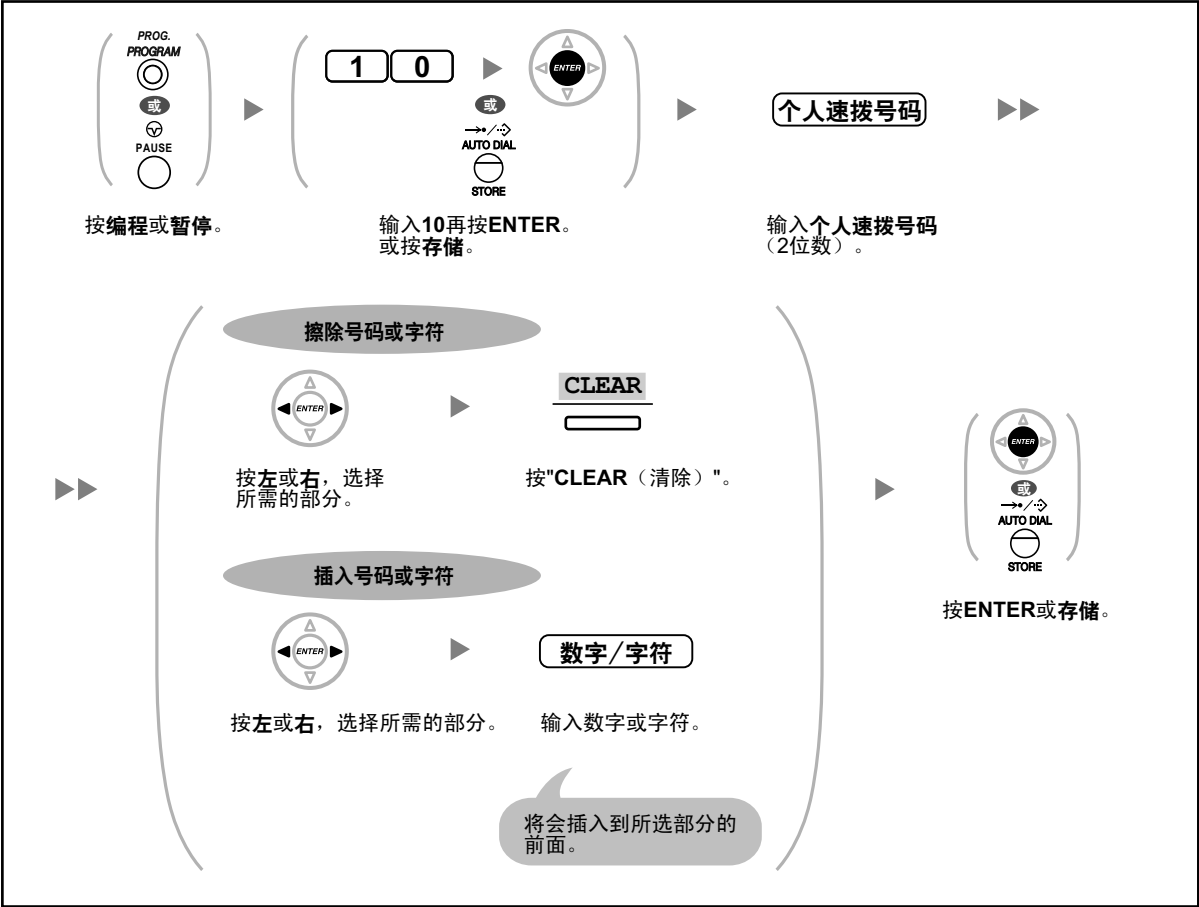 PROG.
PROGRAM
或
PAUSE
按编程或暂停。
1 0
ENTER
或
AUTO DIAL
STORE
输入10再按ENTER。
或按存储。
个人速拨号码
输入个人速拨号码
（2位数）。
擦除号码或字符
ENTER
按左或右，选择
所需的部分。
CLEAR
按"CLEAR（清除）"。
插入号码或字符
ENTER
按左或右，选择所需的部分。
数字/字符
输入数字或字符。
将会插入到所选部分的
前面。
ENTER
或
AUTO DIAL
STORE
按ENTER或存储。